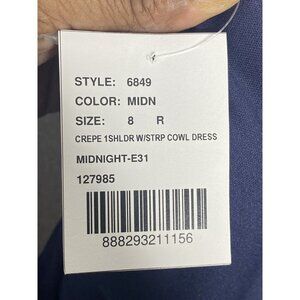 STYLE: 6849
COLOR: MIDN
SIZE: 8 R
CREPE 1SHLDR W/STRP COWL DRESS
MIDNIGHT-E31
127985
888293211156